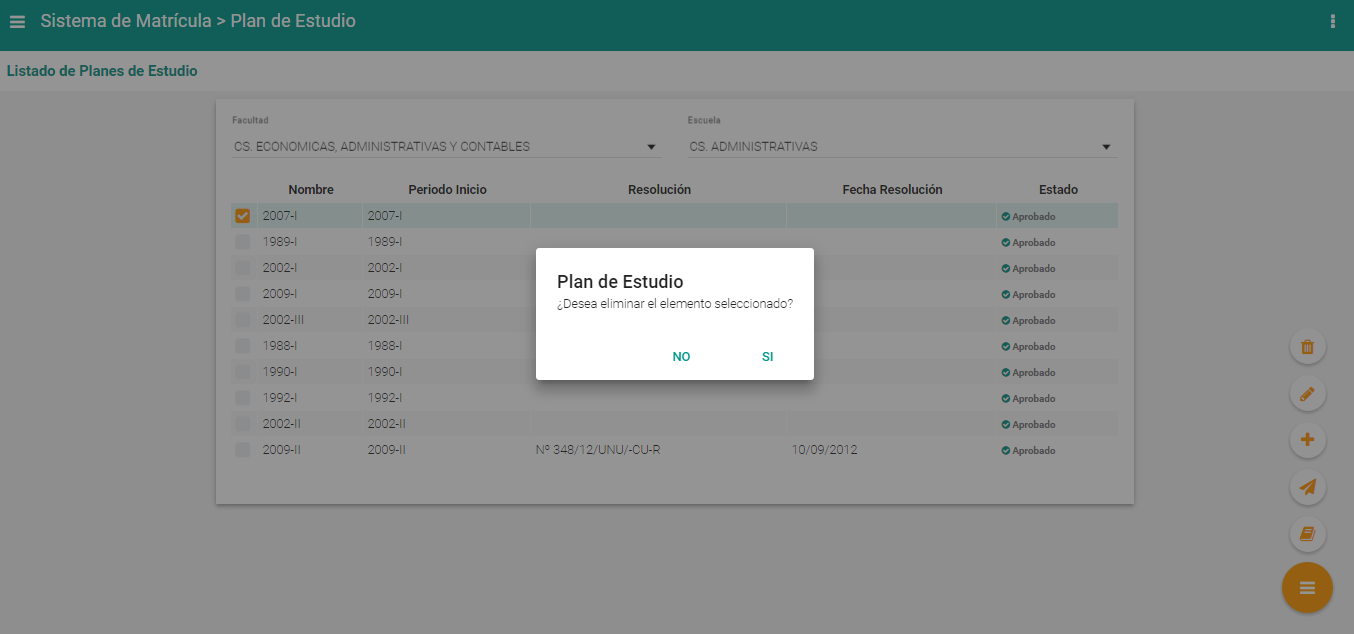 Sistema de Matrícula > Plan de Estudio
Listado de Planes de Estudio
Facultad Escuela
CS. ECONOMICAS, ADMINISTRATIVAS Y CONTABLES CS. ADMINISTRATIVAS
Nombre Periodo Inicio Resolución Fecha Resolución Estado
2007-I 2007-I Aprobado
1989-I 1989-I Aprobado
2002-I 2002-I Aprobado
2009-I 2009-I Aprobado
2002-III 2002-III Aprobado
1988-I 1988-I Aprobado
1990-I 1990-I Aprobado
1992-I 1992-I Aprobado
2002-II 2002-II Aprobado
2009-II 2009-II Nº 348/12/UNU/-CU-R 10/09/2012 Aprobado
Plan de Estudio
¿Desea eliminar el elemento seleccionado?
NO SI